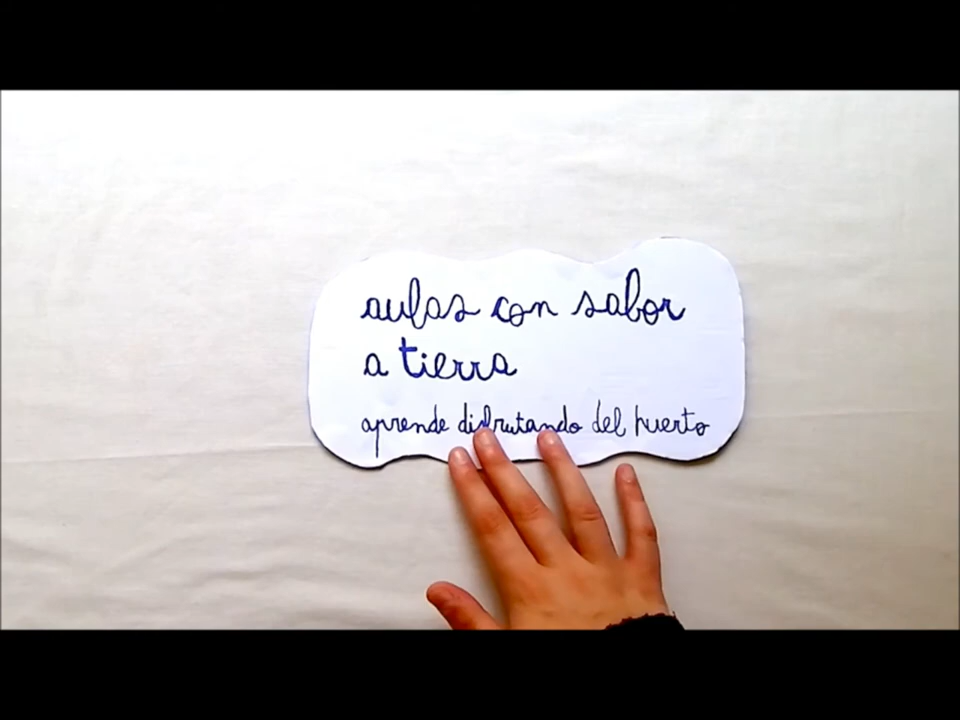 aulas con sabor
a tierra
aprende disfrutando del huerto